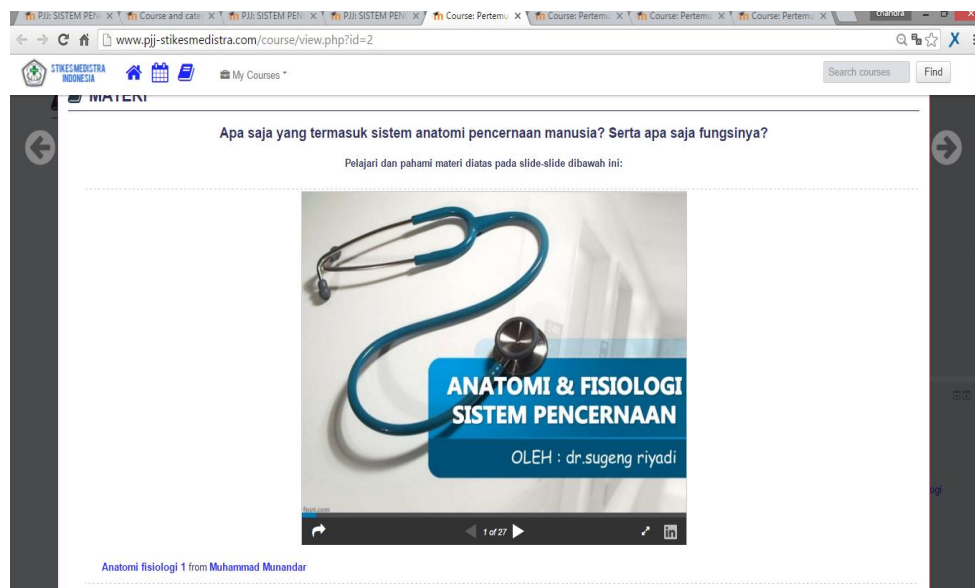 PJJ: SISTEM PEN
Course and cate
PJJ: SISTEM PEN
PJJ: SISTEM PEN
Course: Pertemu
Course: Pertemu
Course: Pertemu
Course: Pertemu
chandra
www.pjj-stikesmedistra.com/course/view.php?id=2
STIKES MEDISTRA
INDONESIA
My Courses
Search courses
Find
MATERI
Apa saja yang termasuk sistem anatomi pencernaan manusia? Serta apa saja fungsinya?
Pelajari dan pahami materi diatas pada slide-slide dibawah ini:
ANATOMI & FISIOLOGI
SISTEM PENCERNAAN
OLEH : dr.sugeng riyadi
fppt.com
1 of 27
in
ogi
Anatomi fisiologi 1 from Muhammad Munandar